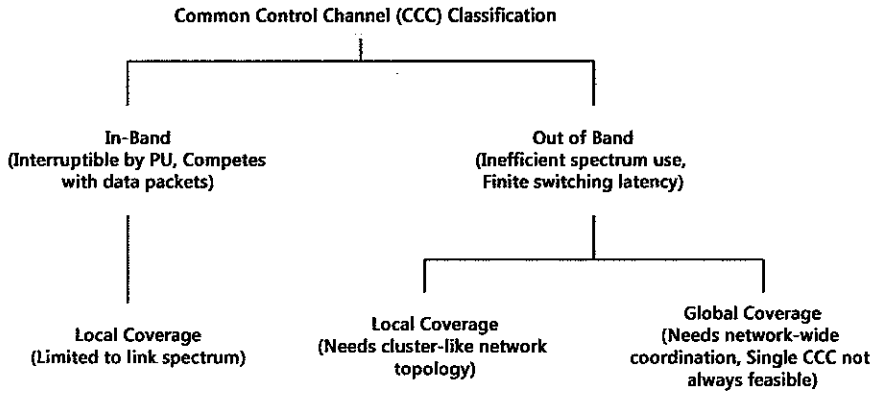 Common Control Channel (CCC) Classification
In-Band
(Interruptible by PU, Competes
with data packets)
Out of Band
(Inefficient spectrum use,
Finite switching latency)
Local Coverage
(Limited to link spectrum)
Local Coverage
(Needs cluster-like network
topology)
Global Coverage
(Needs network-wide
coordination, Single CCC not
always feasible)